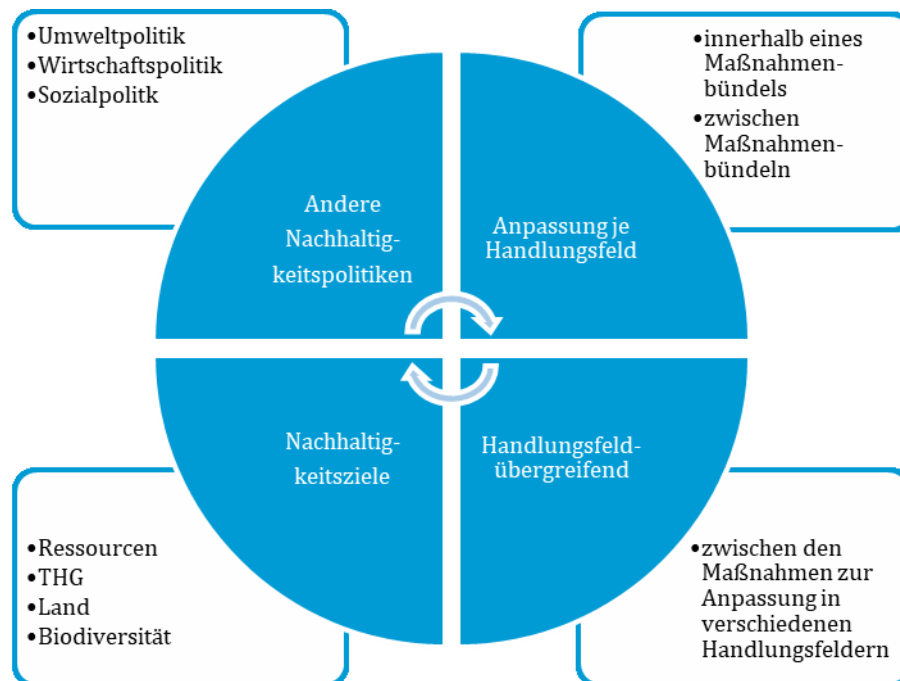 •Umweltpolitik
•Wirtschaftspolitik
•Sozialpolitk
•innerhalb eines
Maßnahmen-
bündels
•zwischen
Maßnahmen-
bündeln
Andere
Nachhaltig-
keitspolitiken
Anpassung je
Handlungsfeld
Nachhaltig-
keitsziele
Handlungsfeld-
übergreifend
•Ressourcen
•THG
•Land
•Biodiversität
•zwischen den
Maßnahmen zur
Anpassung in
verschiedenen
Handlungsfeldern